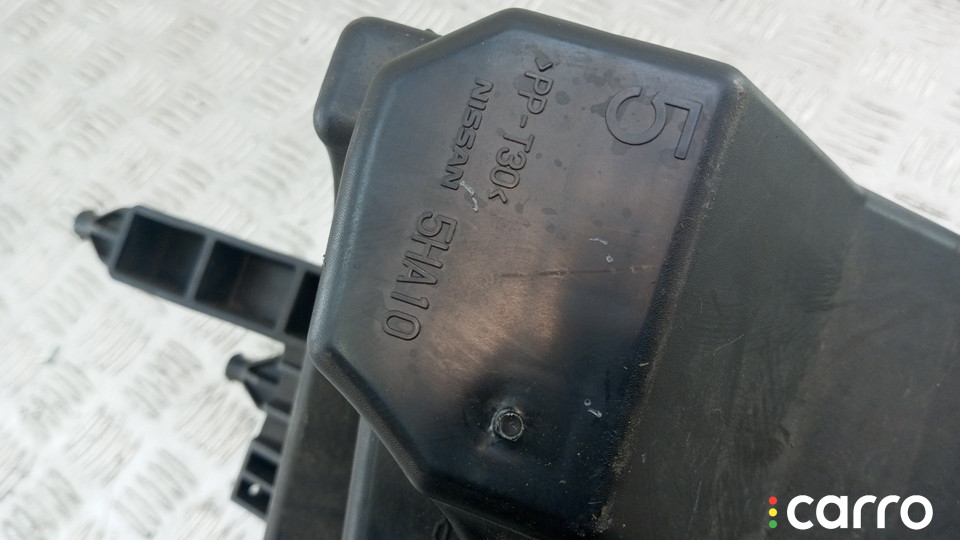 5
>PP-T30<
NISSAN 5HA10
carro